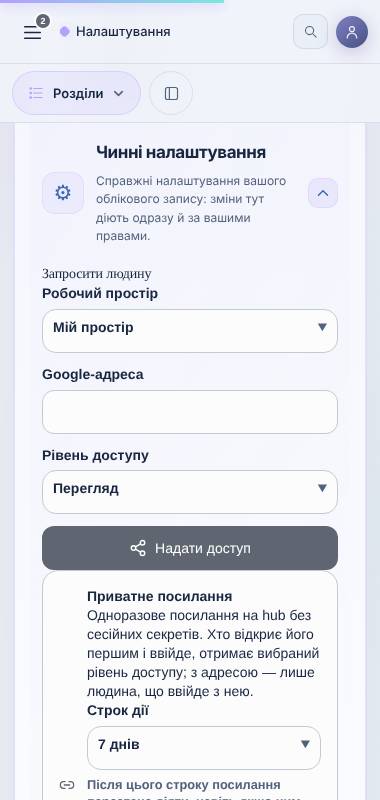 2
Налаштування
Розділи
Чинні налаштування
Справжні налаштування вашого
облікового запису: зміни тут
діють одразу й за вашими
правами.
Запросити людину
Робочий простір
Мій простір
Google-адреса
Рівень доступу
Перегляд
Надати доступ
Приватне посилання
Одноразове посилання на hub без
сесійних секретів. Хто відкриє його
першим і ввійде, отримає вибраний
рівень доступу; з адресою — лише
людина, що ввійде з нею.
Строк дії
7 днів
Після цього строку посилання